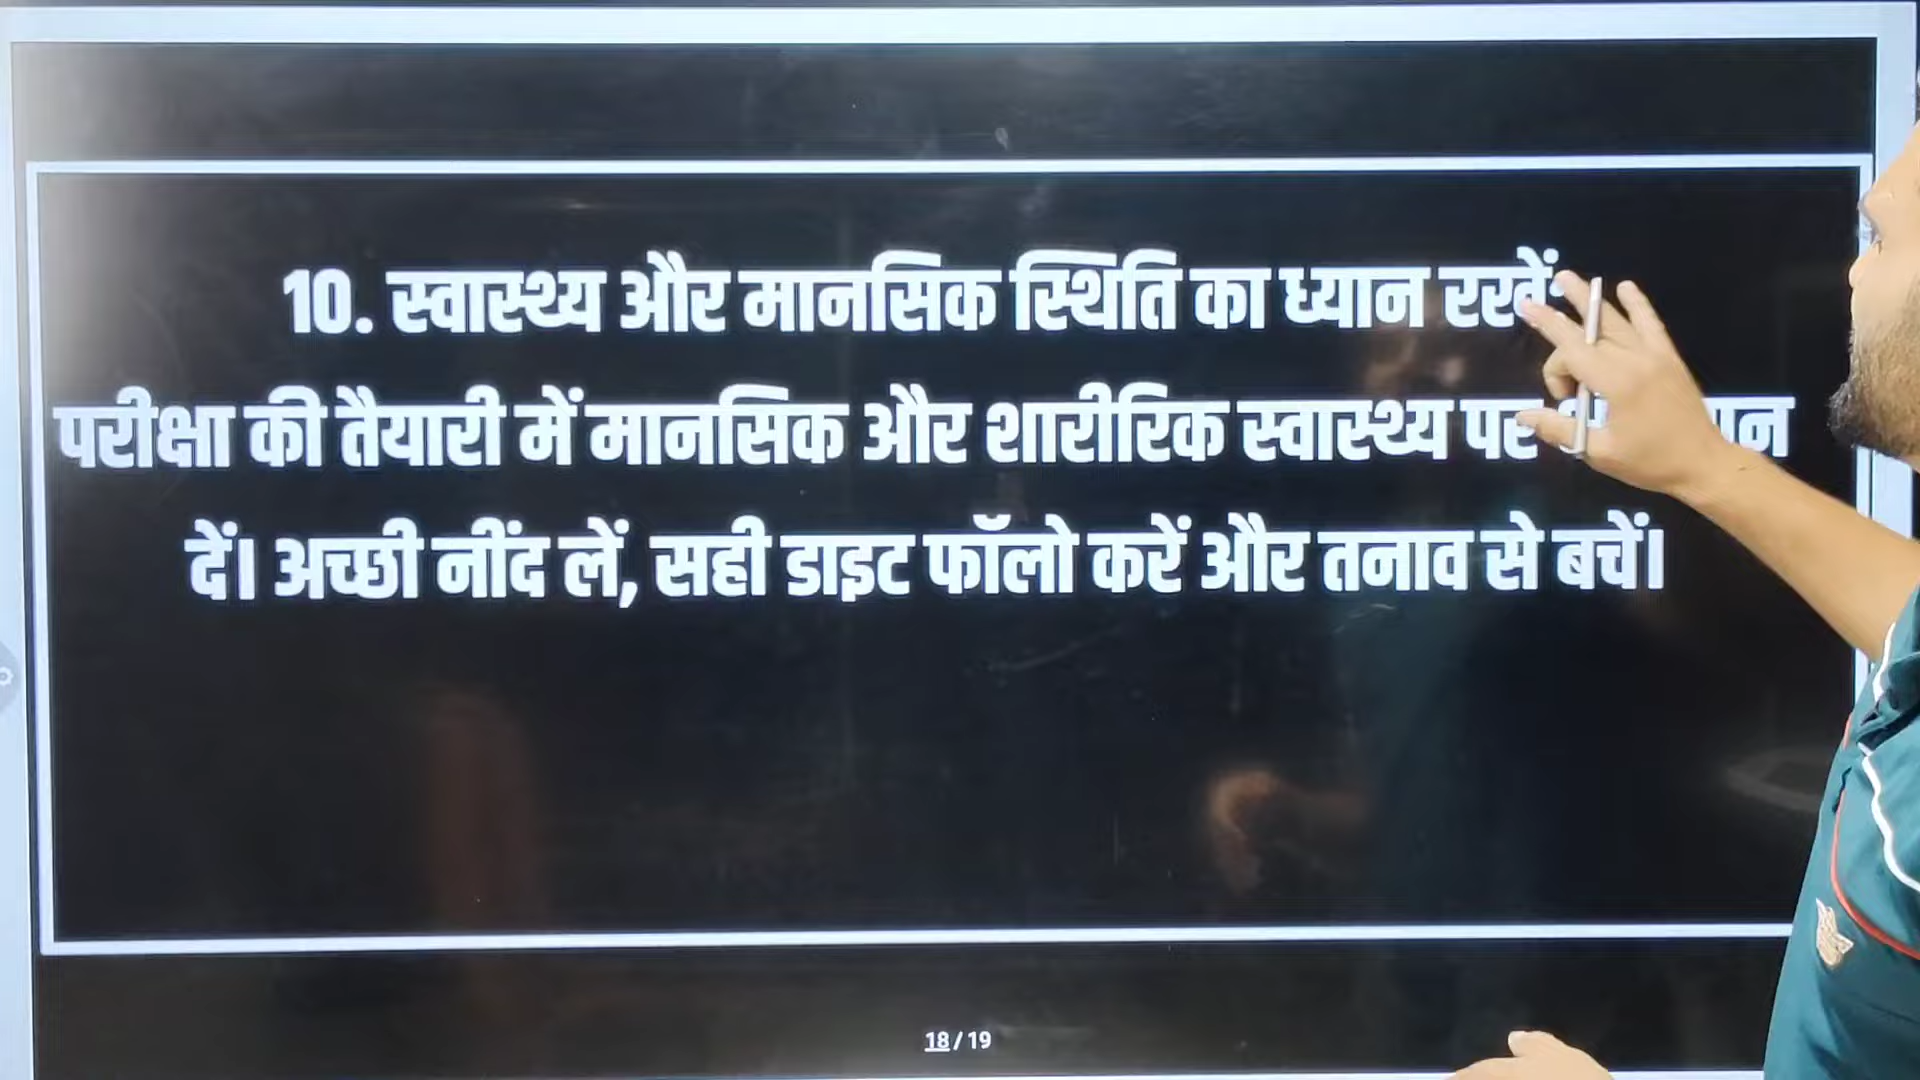 10. स्वास्थ्य और मानसिक स्थिति का ध्यान रखें:
परीक्षा की तैयारी में मानसिक और शारीरिक स्वास्थ्य पर
दें। अच्छी नींद लें, सही डाइट फॉलो करें और तनाव से बचें।
18 / 19